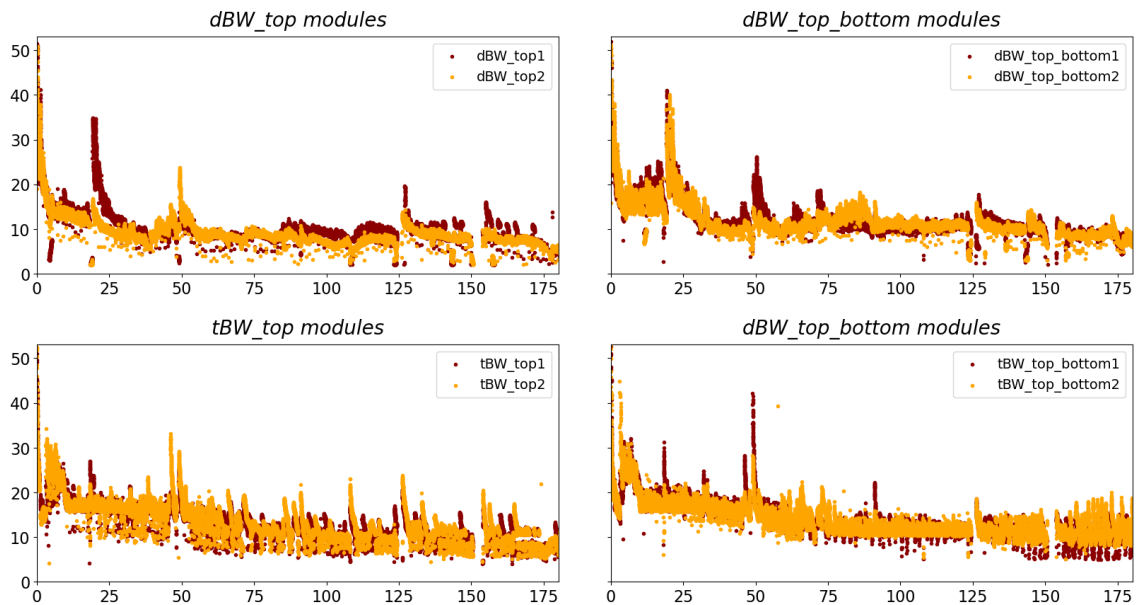 dBW_top modules
dBW_top1
dBW_top2
50
40
30
20
10
0
0 25 50 75 100 125 150 175
dBW_top_bottom modules
dBW_top_bottom1
dBW_top_bottom2
0 25 50 75 100 125 150 175
tBW_top modules
tBW_top1
tBW_top2
50
40
30
20
10
0
0 25 50 75 100 125 150 175
dBW_top_bottom modules
tBW_top_bottom1
tBW_top_bottom2
0 25 50 75 100 125 150 175